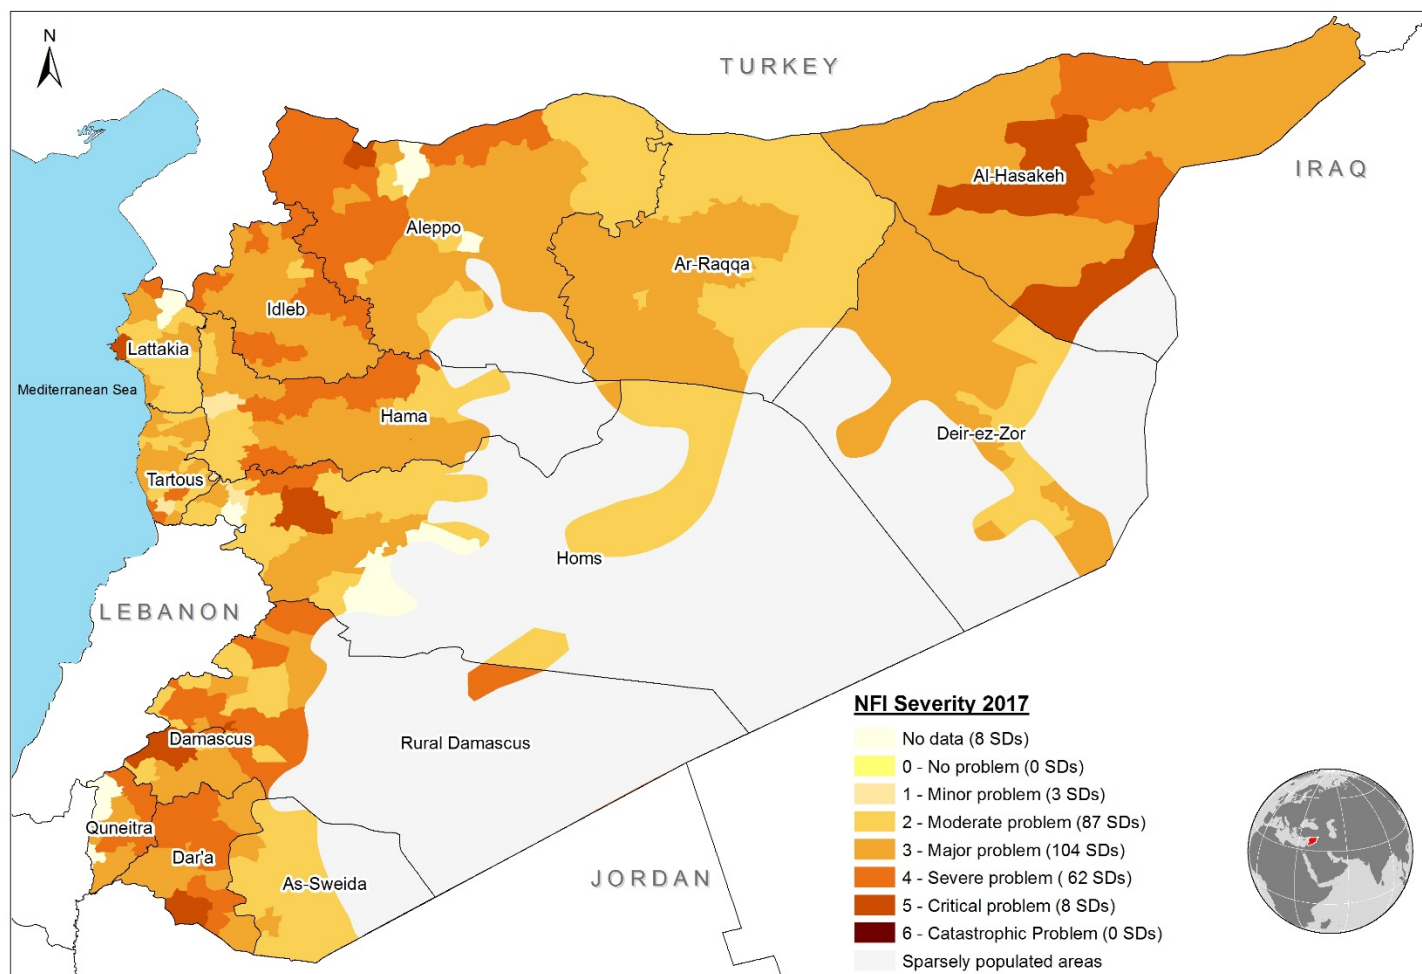 N
TURKEY
IRAQ
Al-Hasakeh
Aleppo
Ar-Raqqa
Idleb
Lattakia
Mediterranean Sea
Hama
Deir-ez-Zor
Tartous
Homs
LEBANON
Damascus
Rural Damascus
Quneitra
Dar'a
As-Sweida
JORDAN
NFI Severity 2017
No data (8 SDs)
0 - No problem (0 SDs)
1 - Minor problem (3 SDs)
2 - Moderate problem (87 SDs)
3 - Major problem (104 SDs)
4 - Severe problem ( 62 SDs)
5 - Critical problem (8 SDs)
6 - Catastrophic Problem (0 SDs)
Sparsely populated areas